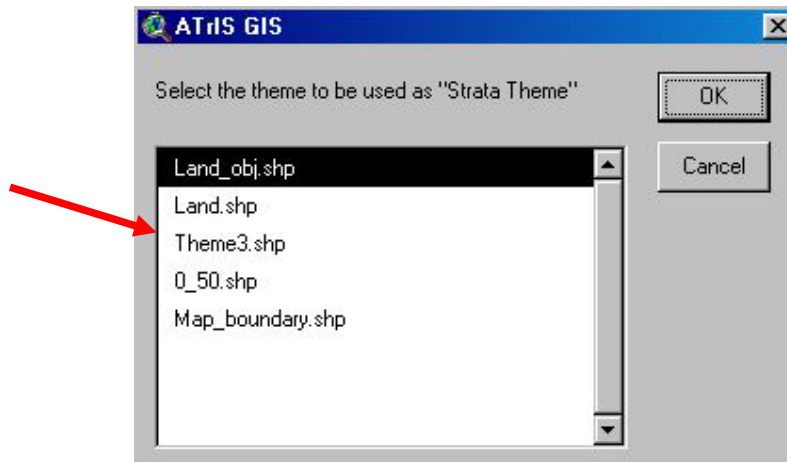 ATrIS GIS
Select the theme to be used as "Strata Theme"
OK
Cancel
Land_obj.shp
Land.shp
Theme3.shp
0_50.shp
Map_boundary.shp